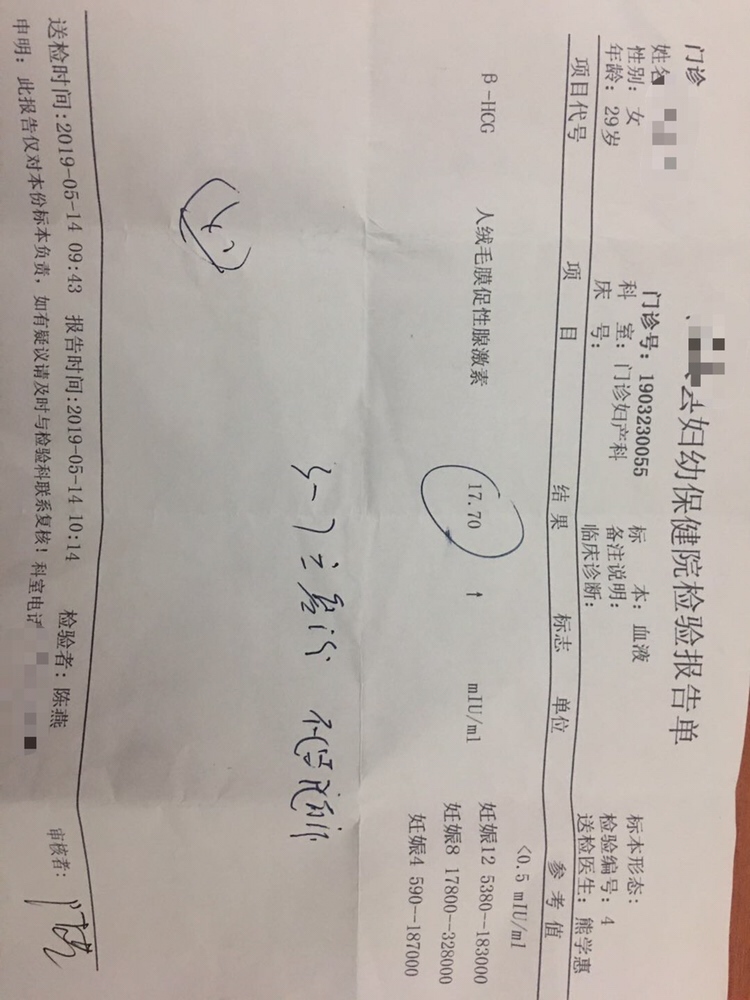 妇幼保健院检验报告单
门诊 门诊号：1903230055 标 本：血液 标本形态：
姓名 科 室：门诊妇产科 备注说明： 检验编号：4
性别：女 床 号： 临床诊断： 送检医生：熊学惠
年龄：29岁
项目代号 项 目 结 果 标志 单位 参 考 值
<0.5 mIU/ml
β-HCG 人绒毛膜促性腺激素 17.70 ↑ mIU/ml 妊娠12 5380--183000
妊娠8 17800--328000
妊娠4 590--187000
送检时间：2019-05-14 09:43 报告时间：2019-05-14 10:14 检验者：陈燕 审核者：
申明：此报告仅对本份标本负责，如有疑议请及时与检验科联系复核！科室电话